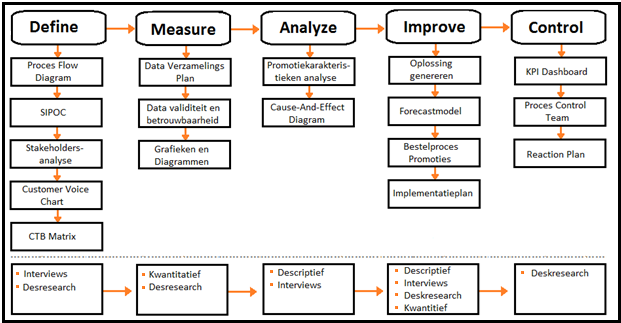 Define
Measure
Analyze
Improve
Control
Proces Flow
Diagram
SIPOC
Stakeholders-
analyse
Customer Voice
Chart
CTB Matrix
Data Verzamelings
Plan
Data validiteit en
betrouwbaarheid
Grafieken en
Diagrammen
Promotiekarakteris-
tieken analyse
Cause-And-Effect
Diagram
Oplossing
genereren
Forecastmodel
Bestelproces
Promoties
Implementatieplan
KPI Dashboard
Proces Control
Team
Reaction Plan
Interviews
Desresearch
Kwantitatief
Desresearch
Descriptief
Interviews
Descriptief
Interviews
Deskresearch
Kwantitief
Deskresearch